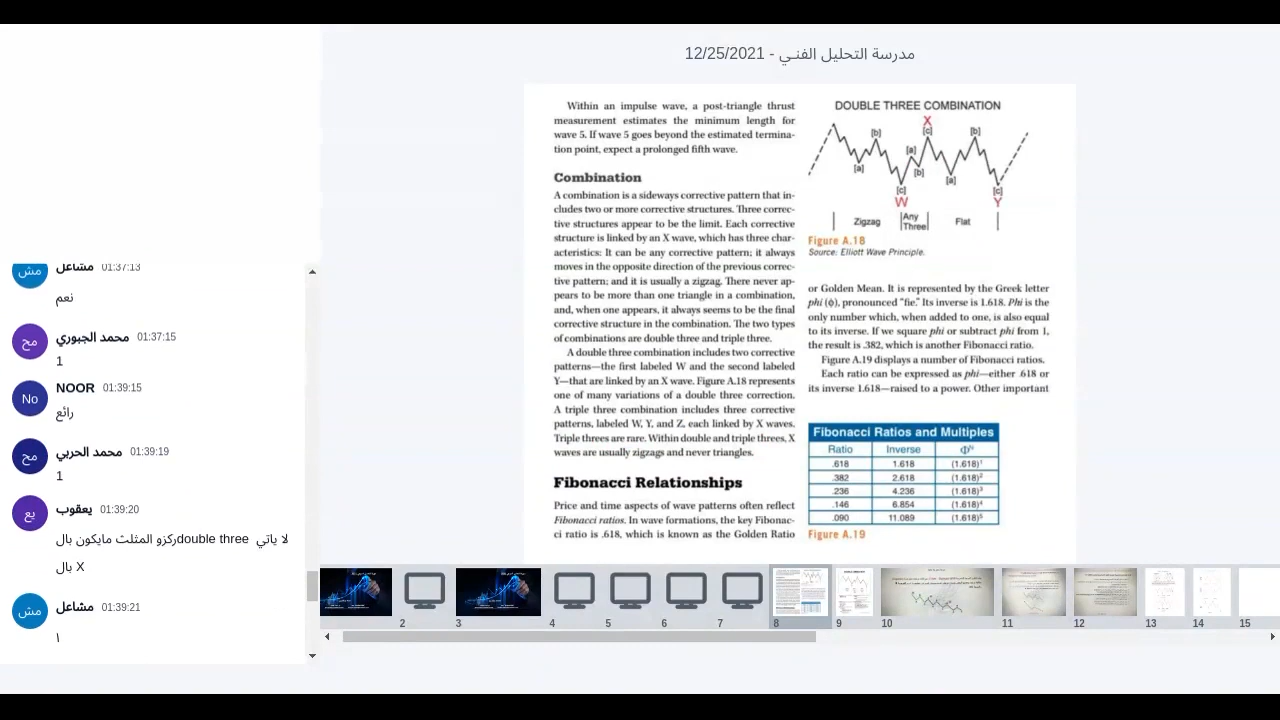 مدرسة التحليل الفني - 12/25/2021
Within an impulse wave, a post-triangle thrust
measurement estimates the minimum length for
wave 5. If wave 5 goes beyond the estimated termina-
tion point, expect a prolonged fifth wave.
Combination
A combination is a sideways corrective pattern that in-
cludes two or more corrective structures. Three correc-
tive structures appear to be the limit. Each corrective
structure is linked by an X wave, which has three char-
acteristics: It can be any corrective pattern; it always
moves in the opposite direction of the previous correc-
tive pattern; and it is usually a zigzag. There never ap-
pears to be more than one triangle in a combination,
and, when one appears, it always seems to be the final
corrective structure in the combination. The two types
of combinations are double three and triple three.
A double three combination includes two corrective
patterns—the first labeled W and the second labeled
Y—that are linked by an X wave. Figure A.18 represents
one of many variations of a double three correction.
A triple three combination includes three corrective
patterns, labeled W, Y, and Z, each linked by X waves.
Triple threes are rare. Within double and triple threes, X
waves are usually zigzags and never triangles.
Fibonacci Relationships
Price and time aspects of wave patterns often reflect
Fibonacci ratios. In wave formations, the key Fibonac-
ci ratio is .618, which is known as the Golden Ratio
DOUBLE THREE COMBINATION
X
[b] [c] [b]
[a]
[a] [b] [a]
[c] [c]
W Y
Zigzag Any Three Flat
Figure A.18
Source: Elliott Wave Principle.
or Golden Mean. It is represented by the Greek letter
phi (ϕ), pronounced “fie.” Its inverse is 1.618. Phi is the
only number which, when added to one, is also equal
to its inverse. If we square phi or subtract phi from 1,
the result is .382, which is another Fibonacci ratio.
Figure A.19 displays a number of Fibonacci ratios.
Each ratio can be expressed as phi—either .618 or
its inverse 1.618—raised to a power. Other important
Fibonacci Ratios and Multiples
Ratio Inverse Φᴺ
.618 1.618 (1.618)¹
.382 2.618 (1.618)²
.236 4.236 (1.618)³
.146 6.854 (1.618)⁴
.090 11.089 (1.618)⁵
Figure A.19
مش مشاعل 01:37:13
نعم
مح محمد الجبوري 01:37:15
1
No NOOR 01:39:15
رائع
مح محمد الحربي 01:39:19
1
يع يعقوب 01:39:20
لا ياتي double threeركزو المثلث مايكون بال
بال X
مش مشاعل 01:39:21
١
2 3 4 5 6 7 8 9 10 11 12 13 14 15